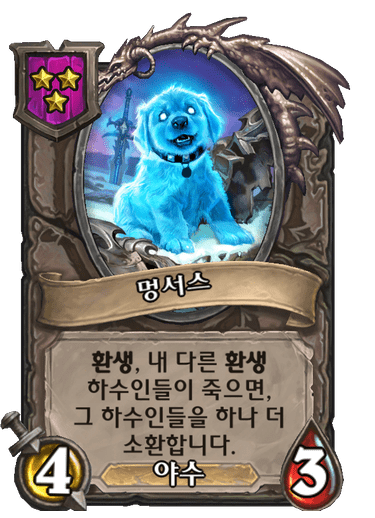 멍서스
환생, 내 다른 환생
하수인들이 죽으면,
그 하수인들을 하나 더
소환합니다.
야수
4
3